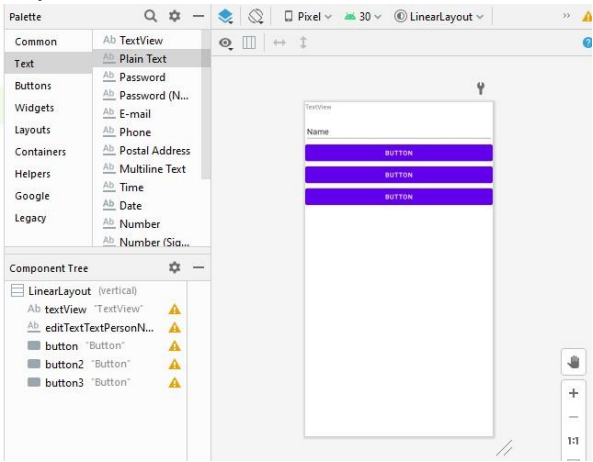 Palette
Pixel
30
LinearLayout
Common
Text
Buttons
Widgets
Layouts
Containers
Helpers
Google
Legacy
Ab TextView
Ab Plain Text
Ab Password
Ab Password (N...
Ab E-mail
Ab Phone
Ab Postal Address
Ab Multiline Text
Ab Time
Ab Date
Ab Number
Ab Number (Sig...
Component Tree
LinearLayout (vertical)
Ab textView "TextView"
Ab editTextTextPersonN...
button "Button"
button2 "Button"
button3 "Button"
TextView
Name
BUTTON
BUTTON
BUTTON
1:1